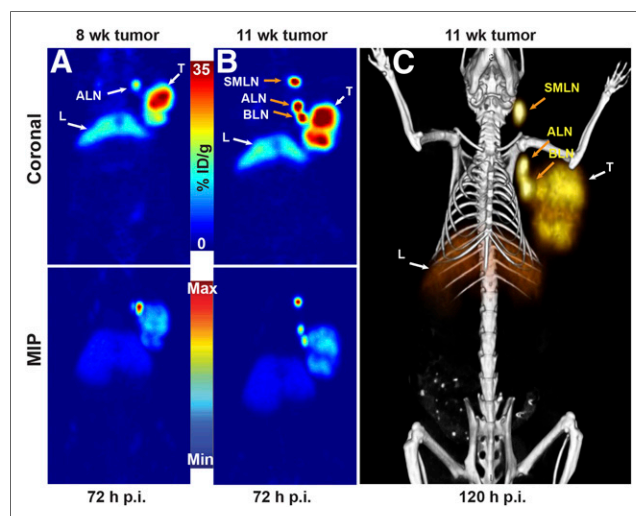 8 wk tumor
11 wk tumor
11 wk tumor
A
B
C
Coronal
ALN
T
L
35
% ID/g
0
SMLN
ALN
BLN
T
L
SMLN
ALN
BLN
T
L
MIP
Max
Min
72 h p.i.
72 h p.i.
120 h p.i.